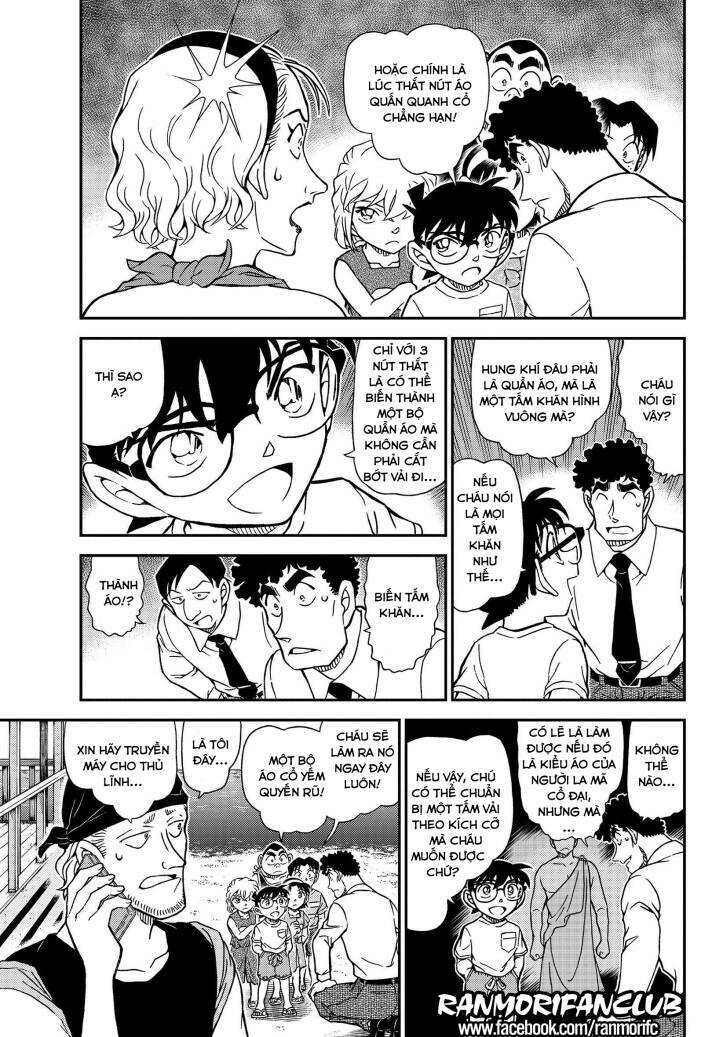 HOẶC CHÍNH LÀ
LÚC THẮT NÚT ÁO
QUẤN QUANH CỔ
CHẲNG HẠN!
CHÁU
NÓI GÌ
VẬY?
HUNG KHÍ ĐÂU PHẢI
LÀ QUẦN ÁO, MÀ LÀ
MỘT TẤM KHĂN HÌNH
VUÔNG MÀ?
NẾU
CHÁU NÓI
LÀ MỌI
TẤM
KHĂN
NHƯ
THẾ...
CHỈ VỚI 3
NÚT THẮT
LÀ CÓ THỂ
BIẾN THÀNH
MỘT BỘ
QUẦN ÁO MÀ
KHÔNG CẦN
PHẢI CẮT
BỚT VẢI ĐI...
THÌ SAO
Ạ?
BIẾN TẤM
KHĂN...
THÀNH
ÁO!?
KHÔNG
THỂ
NÀO...
CÓ LẼ LÀ LÀM
ĐƯỢC NẾU ĐÓ
LÀ KIỂU ÁO CỦA
NGƯỜI LA MÃ
CỔ ĐẠI,
NHƯNG MÀ
...
NẾU VẬY, CHÚ
CÓ THỂ CHUẨN
BỊ MỘT TẤM VẢI
THEO KÍCH CỠ
MÀ CHÁU
MUỐN ĐƯỢC
CHỨ?
CHÁU SẼ
LÀM RA NÓ
NGAY ĐÂY
LUÔN!
MỘT BỘ
ÁO CỔ YẾM
QUYẾN RŨ!
LÀ TÔI
ĐÂY...
XIN HÃY TRUYỀN
MÁY CHO THỦ
LĨNH...
RANMORIFANCLUB
www.facebook.com/ranmorifc